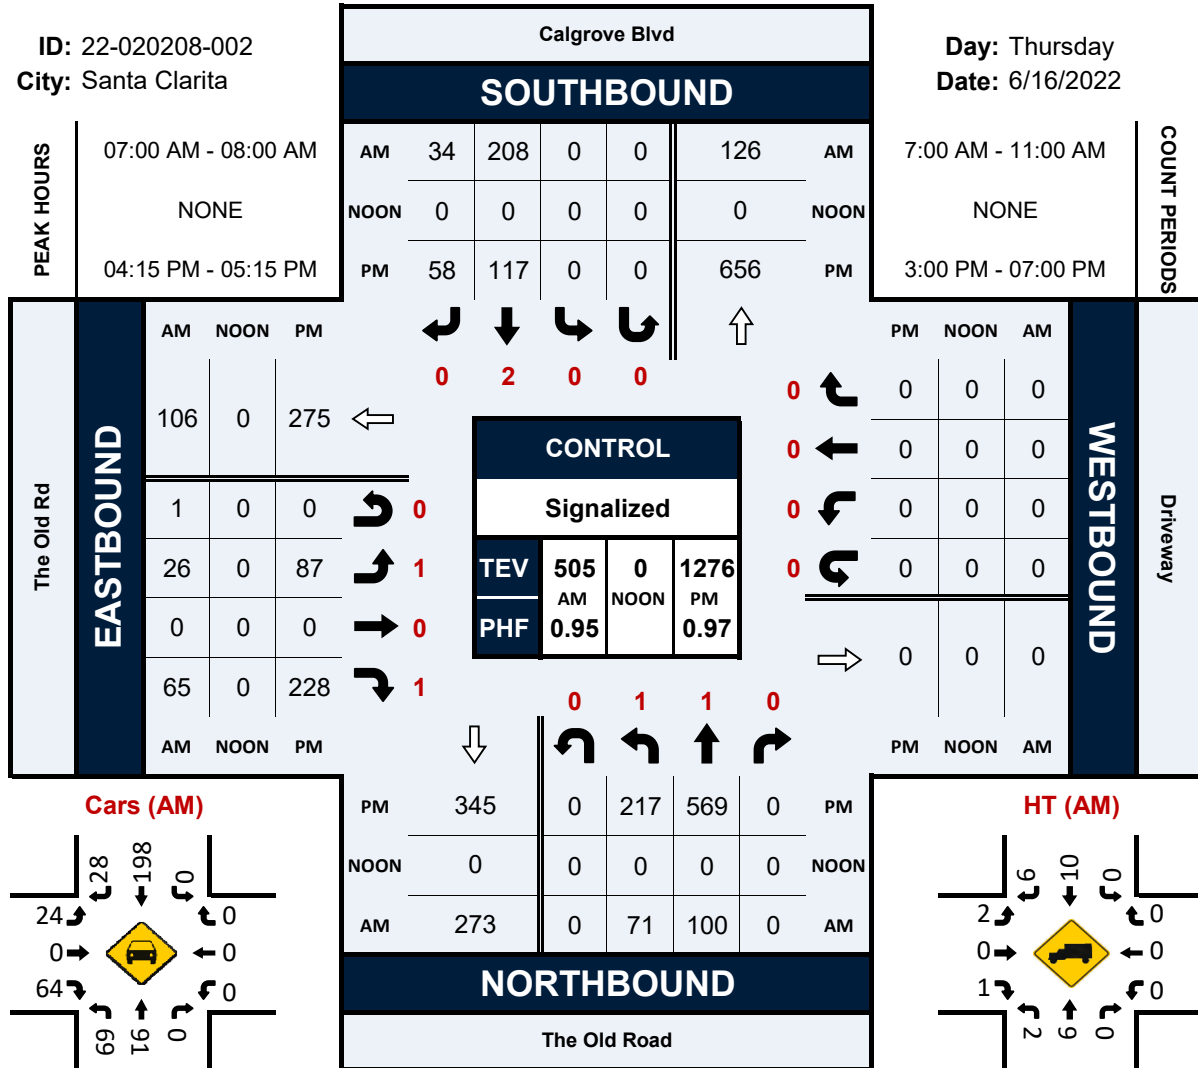 Calgrove Blvd
ID: 22-020208-002
Day: Thursday
City: Santa Clarita
Date: 6/16/2022
SOUTHBOUND
PEAK HOURS
07:00 AM - 08:00 AM
AM 34 208 0 0 126 AM
7:00 AM - 11:00 AM
COUNT PERIODS
NONE
NOON 0 0 0 0 0 NOON
NONE
04:15 PM - 05:15 PM
PM 58 117 0 0 656 PM
3:00 PM - 07:00 PM
AM NOON PM
PM NOON AM
0 2 0 0
The Old Rd
EASTBOUND
106 0 275
1 0 0 0
26 0 87 1
0 0 0 0
65 0 228 1
AM NOON PM
CONTROL
Signalized
TEV 505 0 1276
AM NOON PM
PHF 0.95 0.97
0 0 0 0
0 0 0 0
0 0 0 0
0 0 0 0
0 0 0
PM NOON AM
WESTBOUND
Driveway
0 1 1 0
PM 345 0 217 569 0 PM
NOON 0 0 0 0 0 NOON
AM 273 0 71 100 0 AM
NORTHBOUND
The Old Road
Cars (AM)
28 198 0
24 0
0 0
64 0
69 91 0
HT (AM)
6 10 0
2 0
0 0
1 0
2 9 0